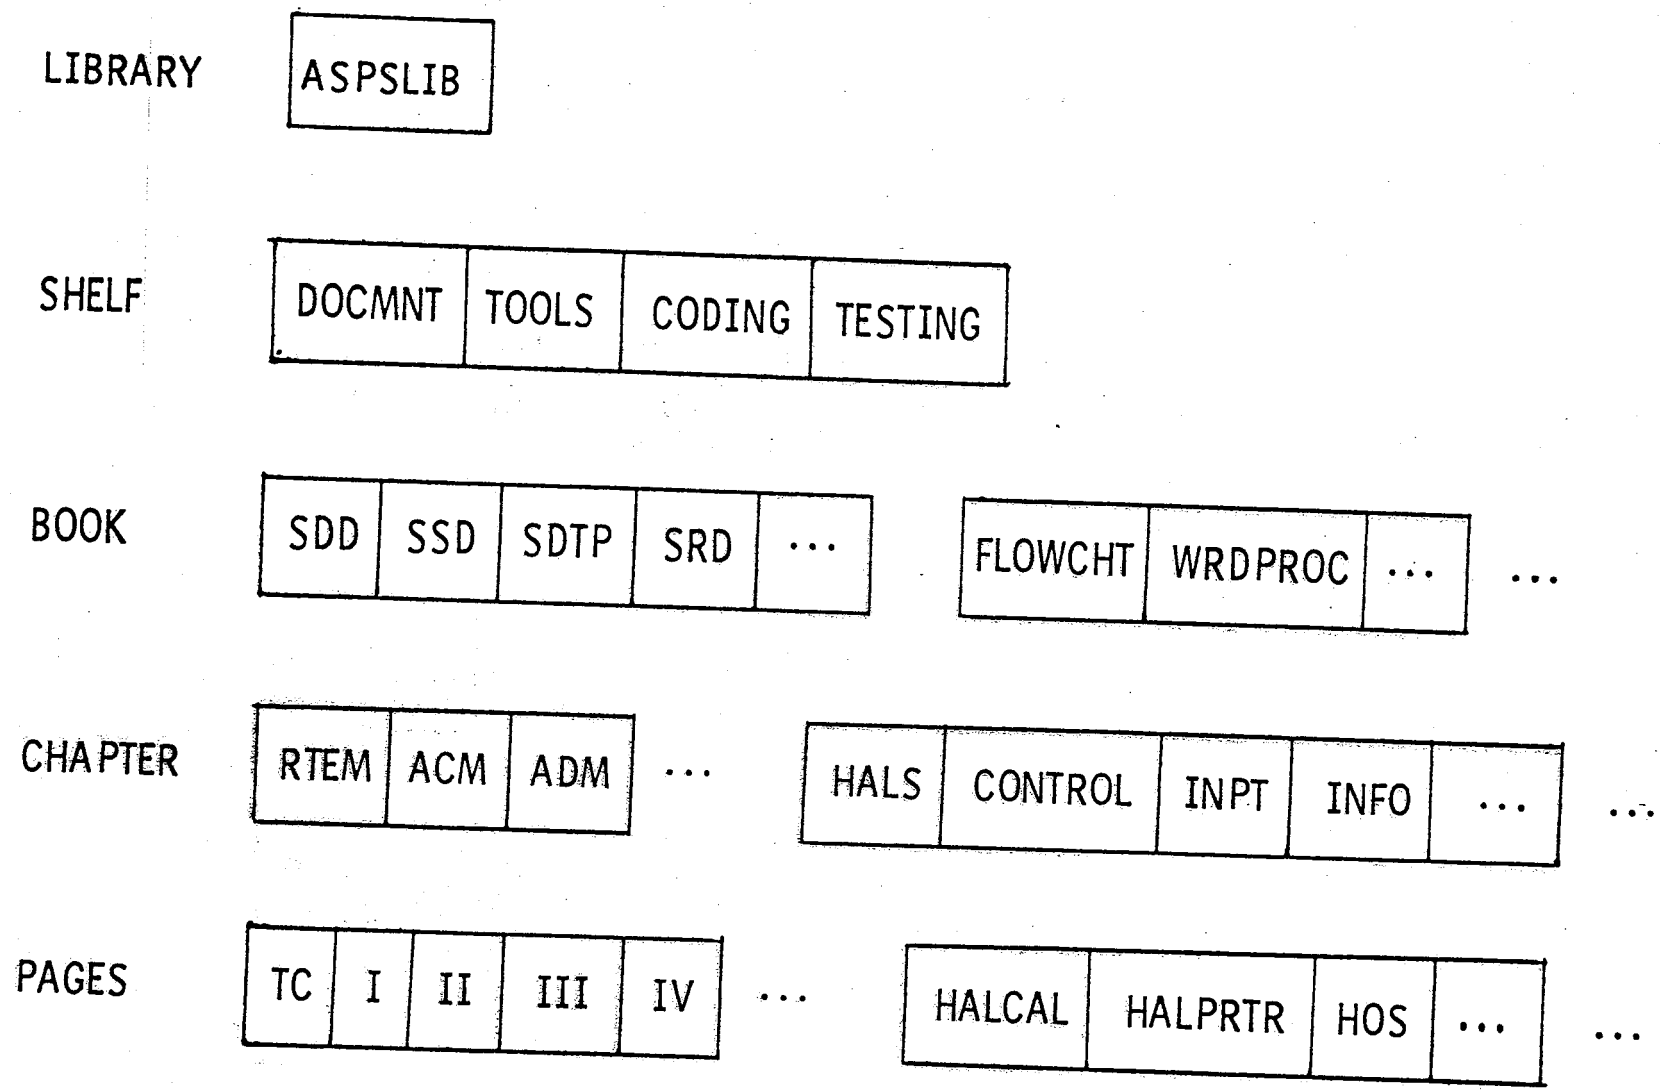 LIBRARY ASPSLIB
SHELF DOCMNT TOOLS CODING TESTING
BOOK SDD SSD SDTP SRD ... FLOWCHT WRDPROC ... ...
CHAPTER RTEM ACM ADM ... HALS CONTROL INPT INFO ... ...
PAGES TC I II III IV ... HALCAL HALPRTR HOS ... ...